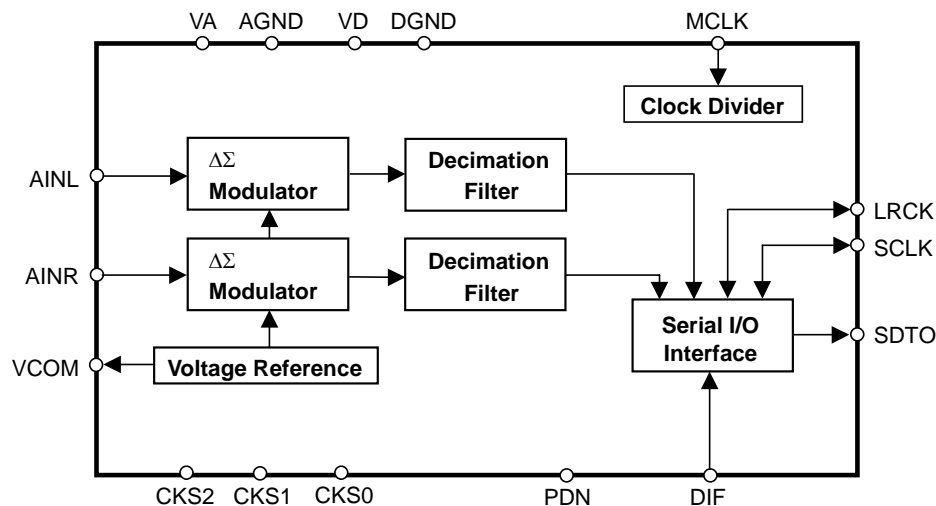 VA
AGND
VD
DGND
MCLK
Clock Divider
AINL
ΔΣ
Modulator
Decimation
Filter
LRCK
SCLK
AINR
ΔΣ
Modulator
Decimation
Filter
Serial I/O
Interface
SDTO
VCOM
Voltage Reference
CKS2
CKS1
CKS0
PDN
DIF